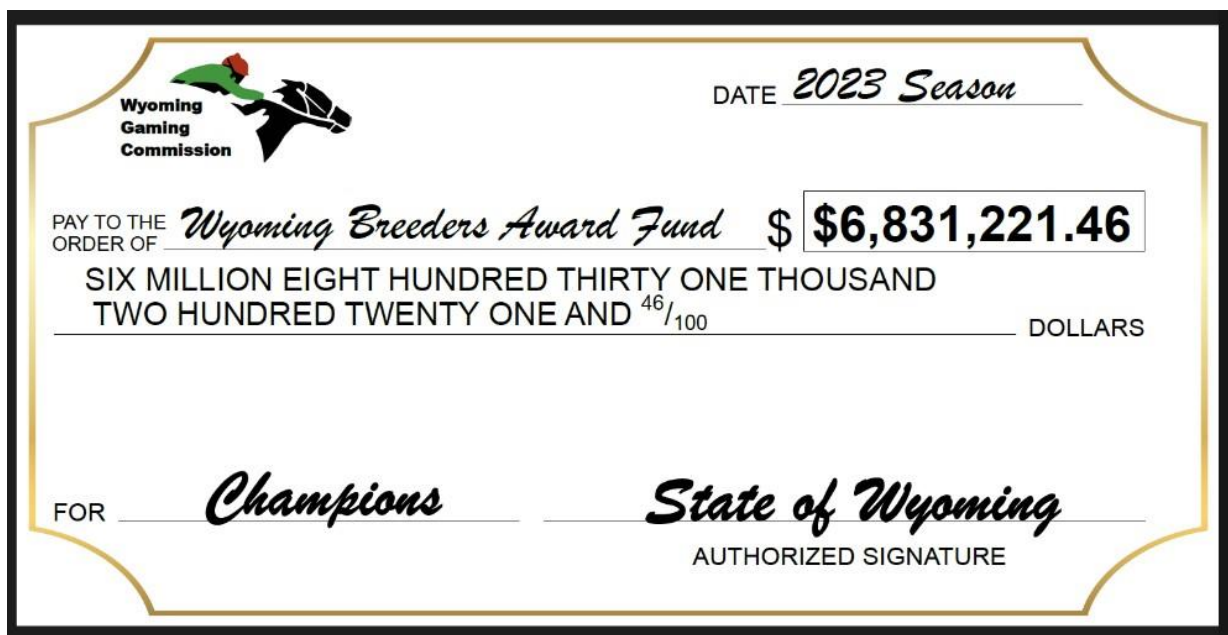 Wyoming
Gaming
Commission
DATE 2023 Season
PAY TO THE
ORDER OF Wyoming Breeders Award Fund $ $6,831,221.46
SIX MILLION EIGHT HUNDRED THIRTY ONE THOUSAND
TWO HUNDRED TWENTY ONE AND 46/100
DOLLARS
FOR Champions State of Wyoming
AUTHORIZED SIGNATURE